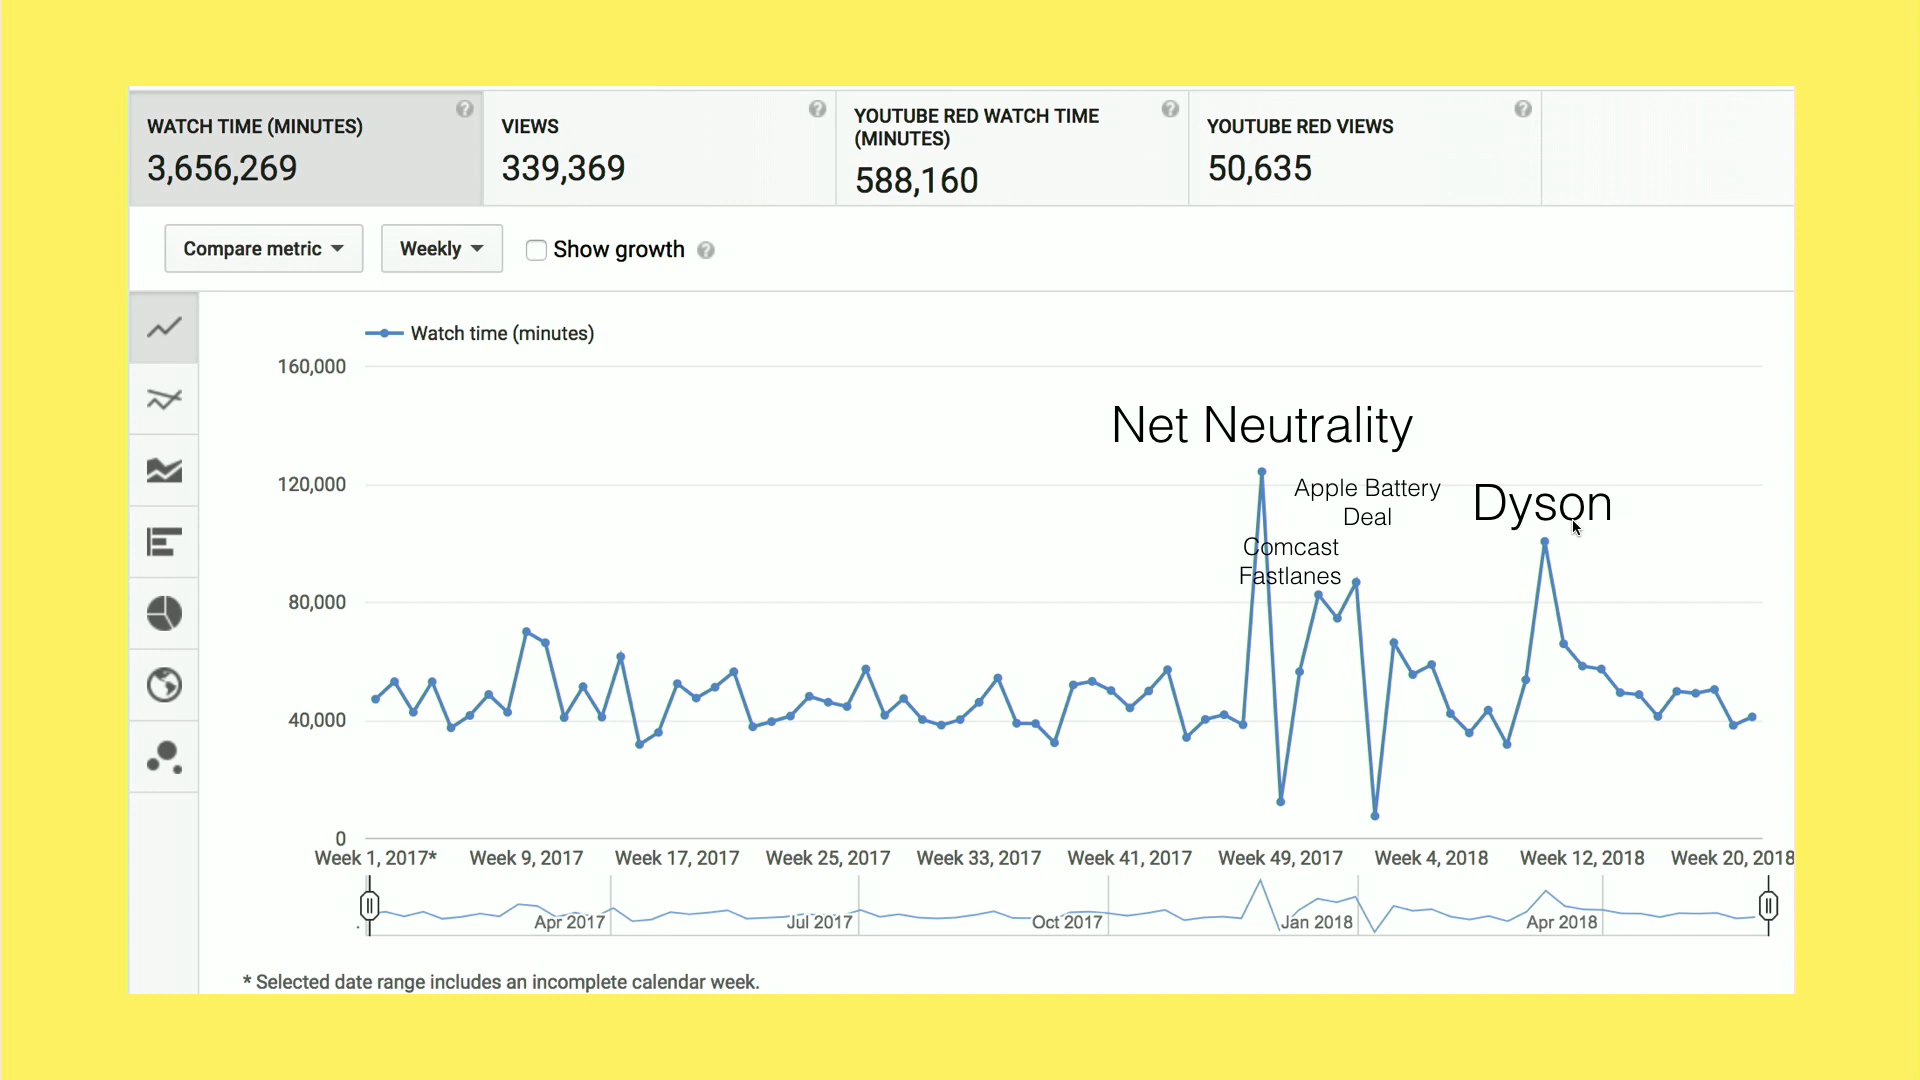 WATCH TIME (MINUTES)
3,656,269
VIEWS
339,369
YOUTUBE RED WATCH TIME
(MINUTES)
588,160
YOUTUBE RED VIEWS
50,635
Compare metric
Weekly
Show growth
Watch time (minutes)
160,000
120,000
80,000
40,000
0
Net Neutrality
Apple Battery
Deal
Comcast
Fastlanes
Dyson
Week 1, 2017*
Week 9, 2017
Week 17, 2017
Week 25, 2017
Week 33, 2017
Week 41, 2017
Week 49, 2017
Week 4, 2018
Week 12, 2018
Week 20, 2018
Apr 2017
Jul 2017
Oct 2017
Jan 2018
Apr 2018
* Selected date range includes an incomplete calendar week.